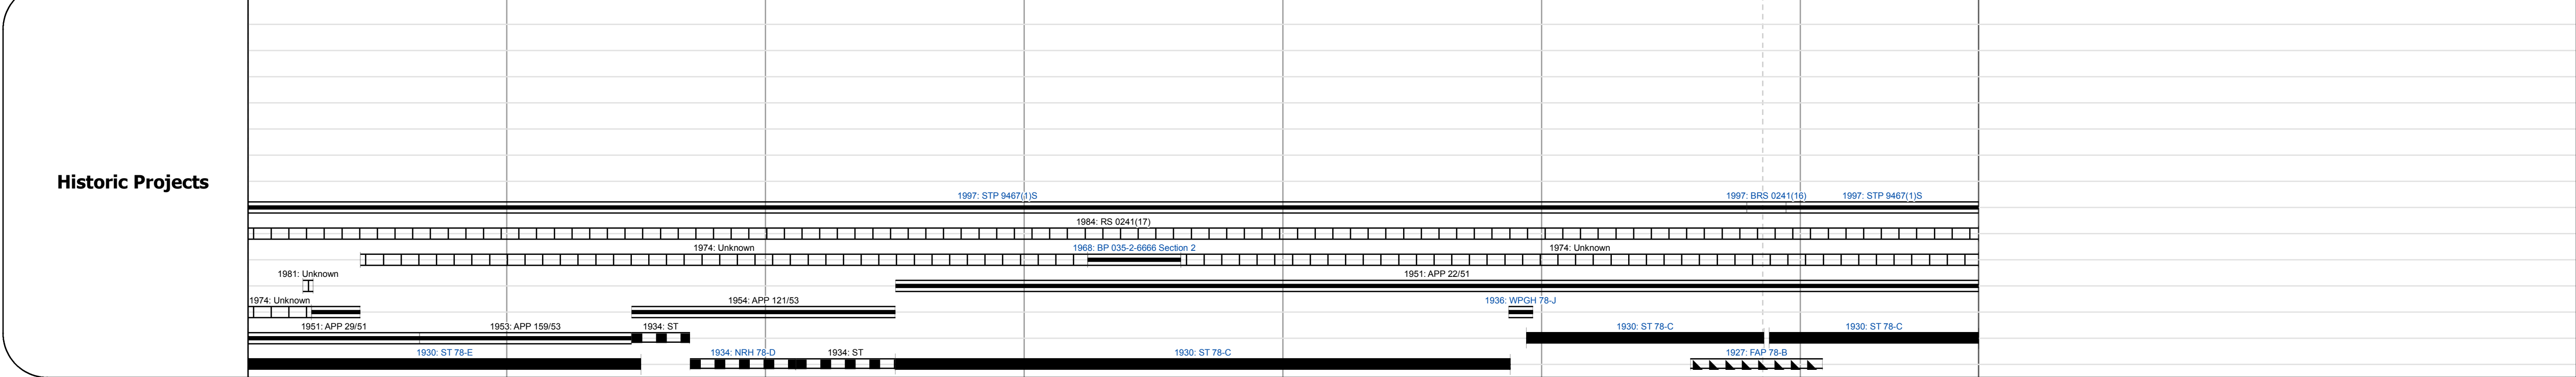 Historic Projects
1997: STP 9467(1)S
1997: BRS 0241(16)
1997: STP 9467(1)S
1984: RS 0241(17)
1974: Unknown
1968: BP 035-2-6666 Section 2
1974: Unknown
1981: Unknown
1951: APP 22/51
1974: Unknown
1954: APP 121/53
1936: WPGH 78-J
1951: APP 29/51
1953: APP 159/53
1934: ST
1930: ST 78-C
1930: ST 78-C
1930: ST 78-E
1934: NRH 78-D
1934: ST
1930: ST 78-C
1927: FAP 78-B